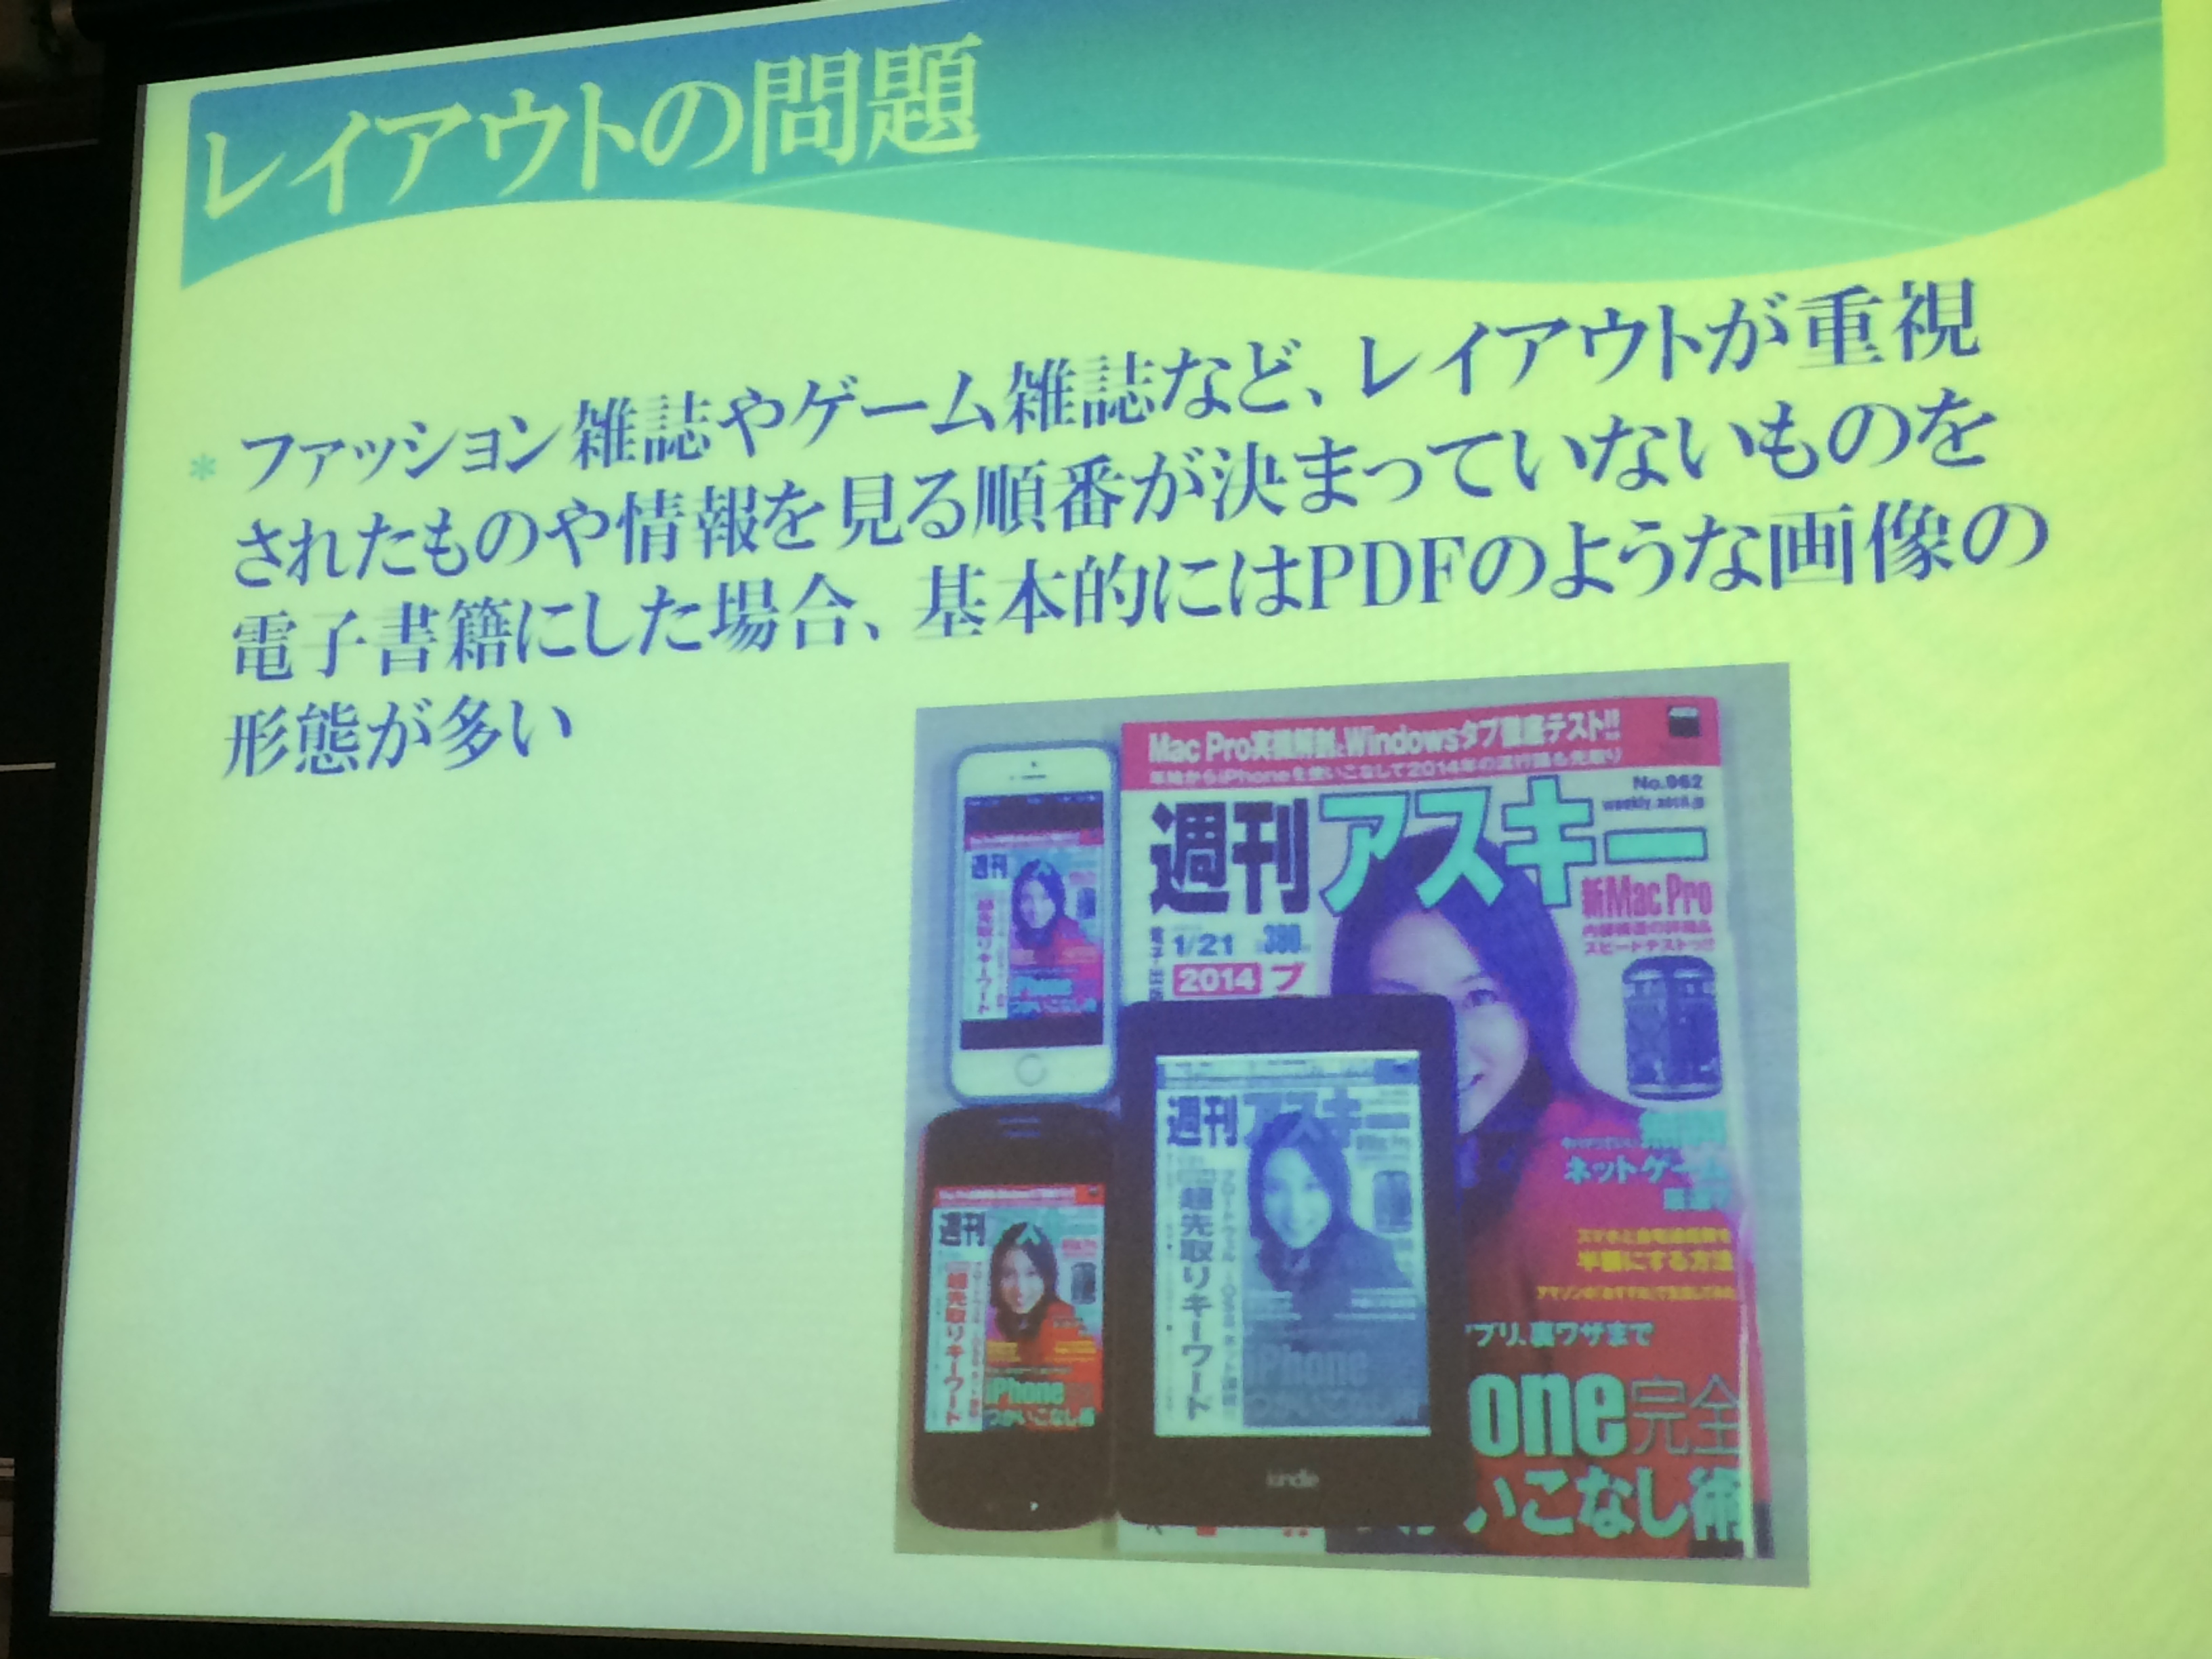 レイアウトの問題
* ファッション雑誌やゲーム雑誌など、レイアウトが重視
されたものや情報を見る順番が決まっていないものを
電子書籍にした場合、基本的にはPDFのような画像の
形態が多い
Mac Pro実機解剖とWindowsタブ徹底テスト!!
年始からiPhoneを使いこなして2014年の流行語も先取り
No.962
weekly.ascii.jp
週刊アスキー
新Mac Pro
スピードテストっ!!
1/21 380
2014 ブ
ネットゲーム
半額にする方法
プリ、裏ワザまで
one完全
いこなし術
週刊
超先取りキーワード
iPhone
つかいこなし術
週刊アスキー
超先取りキーワード
iPhone
つかいこなし術
kindle
週刊
超先取りキーワード
iPhone
つかいこなし術